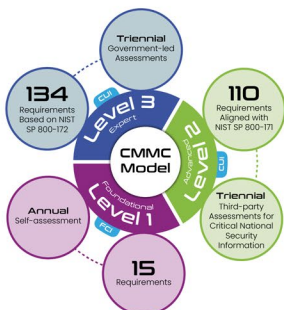 Triennial
Government-led
Assessments
134
Requirements
Based on NIST
SP 800-172
CUI
Level 3
Expert
110
Requirements
Aligned with
NIST SP 800-171
Level 2
Advanced
CUI
CMMC
Model
Triennial
Third-party
Assessments for
Critical National
Security
Information
Annual
Self-assessment
Foundational
Level 1
FCI
15
Requirements